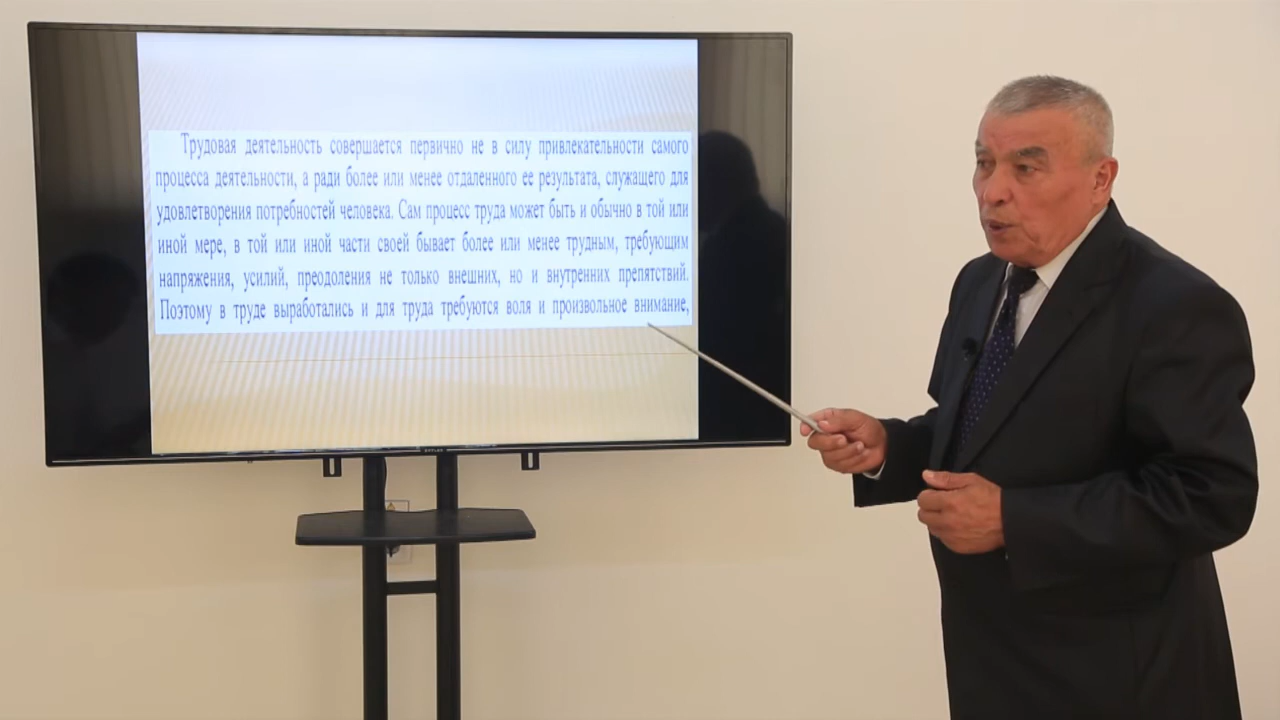 Трудовая деятельность совершается первично не в силу привлекательности самого
процесса деятельности, а ради более или менее отдаленного ее результата, служащего для
удовлетворения потребностей человека. Сам процесс труда может быть и обычно в той или
иной мере, в той или иной части своей бывает более или менее трудным, требующим
напряжения, усилий, преодоления не только внешних, но и внутренних препятствий.
Поэтому в труде выработались и для труда требуются воля и произвольное внимание,